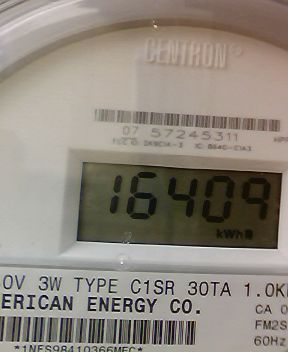 CENTRON®
07 57245311
16409
kWh
0V 3W TYPE C1SR 30TA 1.0K
ERICAN ENERGY CO.
CA 0
FM2S
60Hz
*1NES98410366MEC*